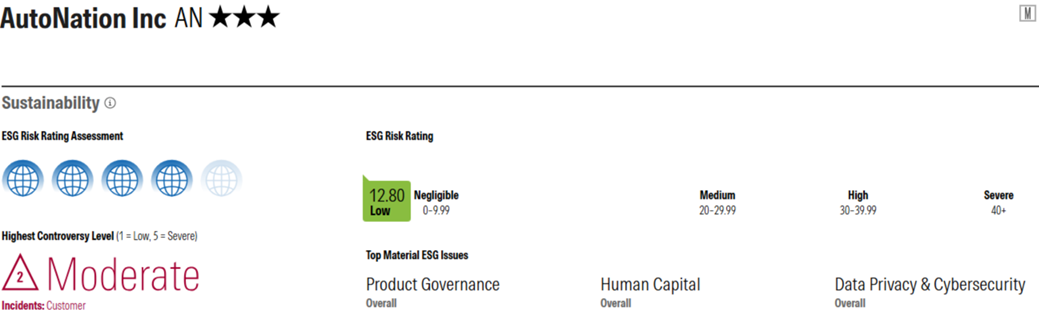 AutoNation Inc AN ★★★
M
Sustainability
ESG Risk Rating Assessment
Highest Controversy Level (1 = Low, 5 = Severe)
2 Moderate
Incidents: Customer
ESG Risk Rating
12.80 Low
Negligible 0–9.99
Medium 20–29.99
High 30–39.99
Severe 40+
Top Material ESG Issues
Product Governance
Overall
Human Capital
Overall
Data Privacy & Cybersecurity
Overall